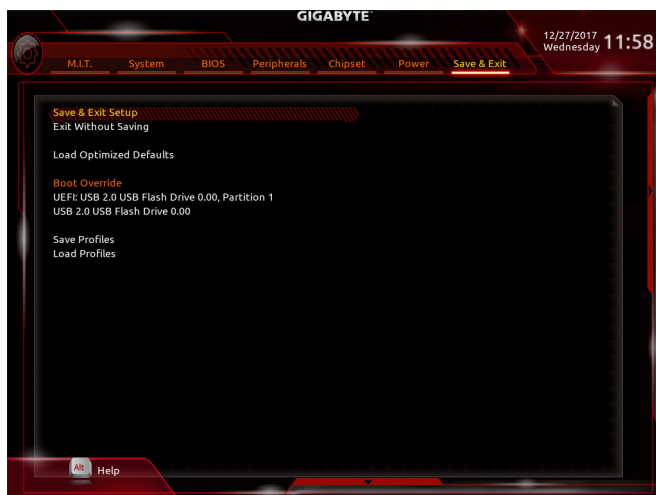 GIGABYTE™
12/27/2017 Wednesday 11:58
M.I.T. System BIOS Peripherals Chipset Power Save & Exit
Save & Exit Setup
Exit Without Saving
Load Optimized Defaults
Boot Override
UEFI: USB 2.0 USB Flash Drive 0.00, Partition 1
USB 2.0 USB Flash Drive 0.00
Save Profiles
Load Profiles
Alt Help